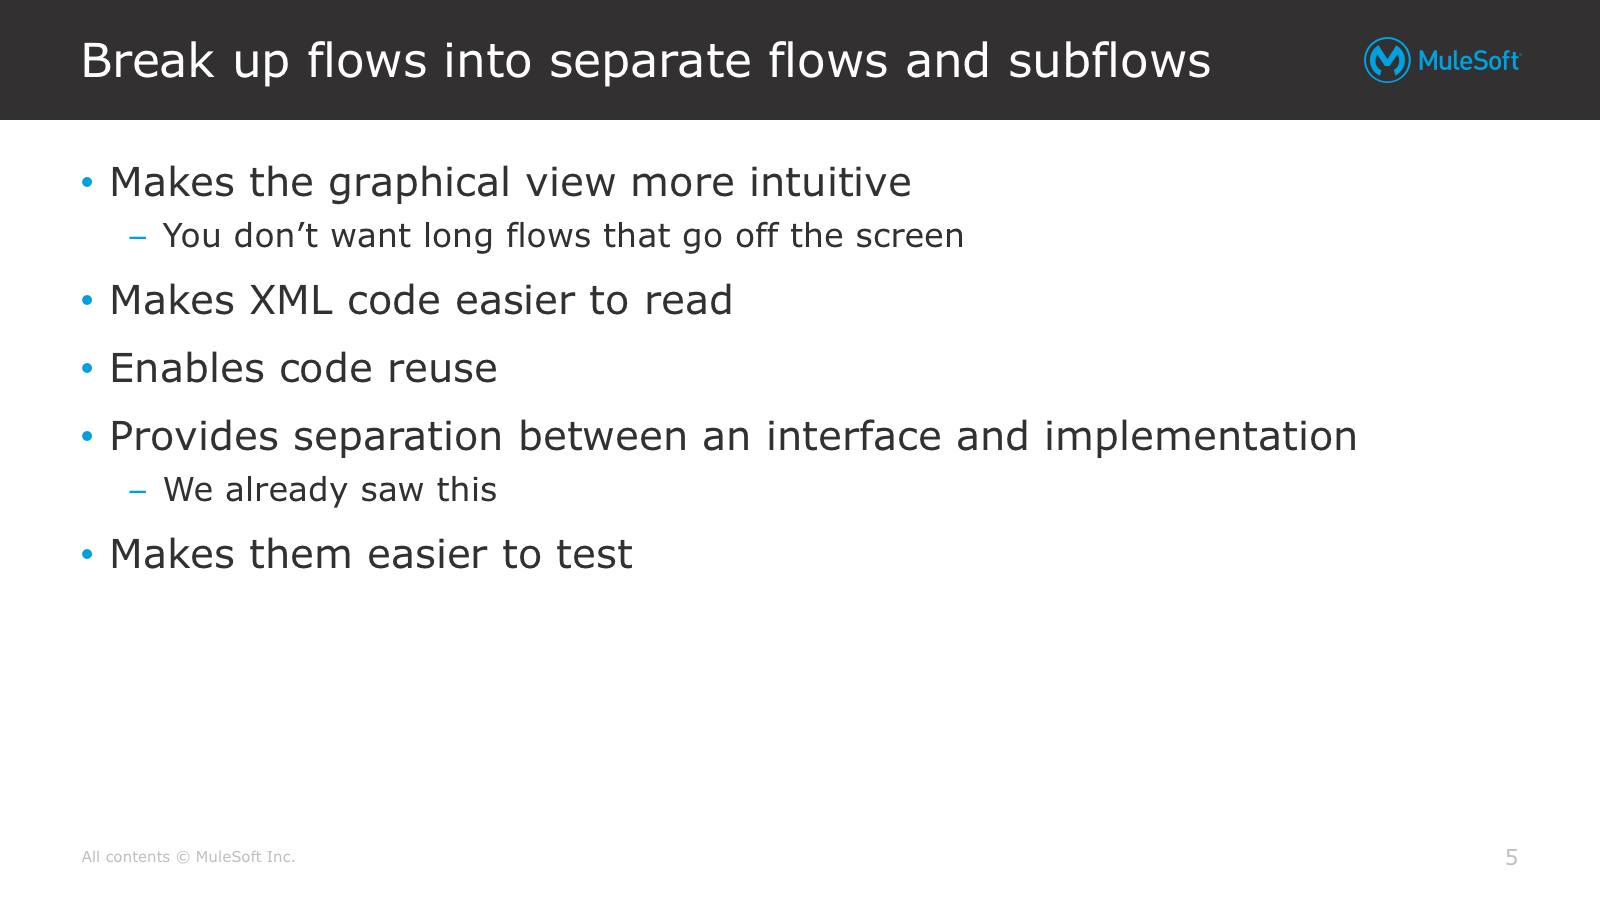 Break up flows into separate flows and subflows
MuleSoft
• Makes the graphical view more intuitive
– You don’t want long flows that go off the screen
• Makes XML code easier to read
• Enables code reuse
• Provides separation between an interface and implementation
– We already saw this
• Makes them easier to test
All contents © MuleSoft Inc.
5